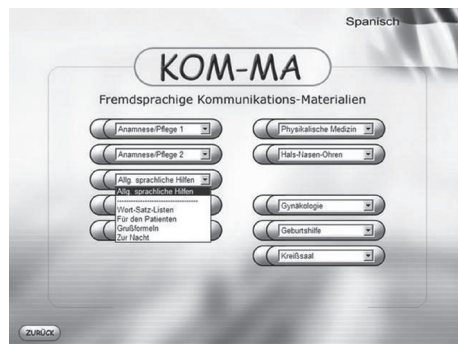 Spanisch
KOM-MA
Fremdsprachige Kommunikations-Materialien
Anamnese/Pflege 1
Anamnese/Pflege 2
Allg. sprachliche Hilfen
Allg. sprachliche Hilfen
--------------------------------
Wort-Satz-Listen
Für den Patienten
Grußformeln
Zur Nacht
Physikalische Medizin
Hals-Nasen-Ohren
Gynäkologie
Geburtshilfe
Kreißsaal
ZURÜCK